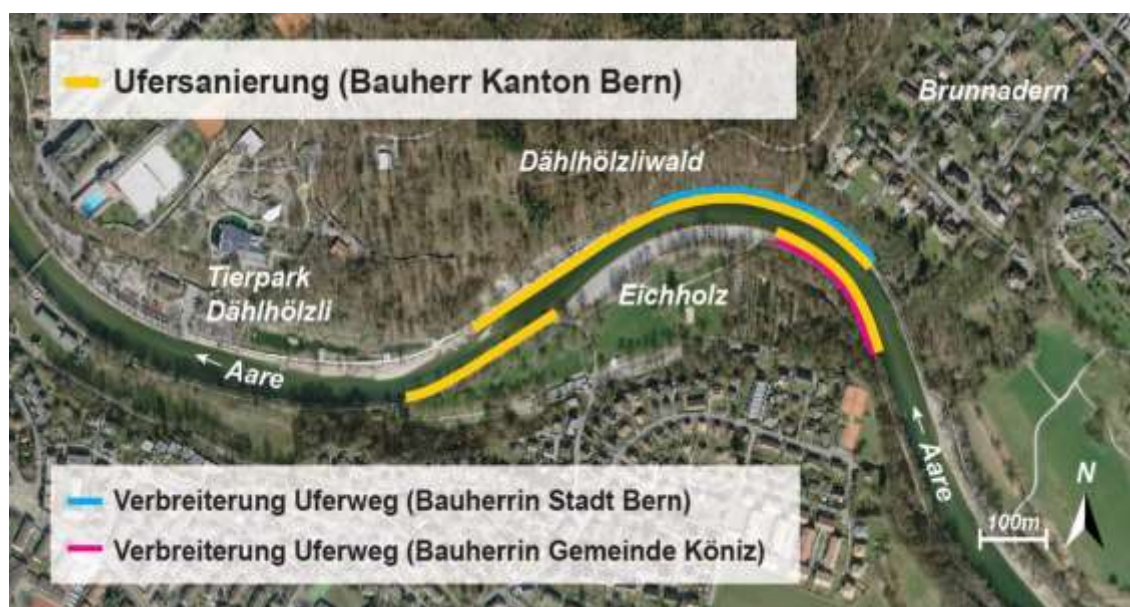 Ufersanierung (Bauherr Kanton Bern)
Brunnadern
Dählhölzliwald
Tierpark
Dählhölzli
Eichholz
Aare
Aare
N
100m
Verbreiterung Uferweg (Bauherrin Stadt Bern)
Verbreiterung Uferweg (Bauherrin Gemeinde Köniz)